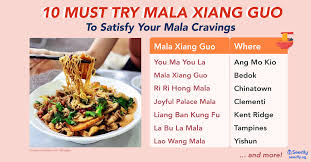 10 MUST TRY MALA XIANG GUO
To Satisfy Your Mala Cravings
Mala Xiang Guo Where
You Ma You La Ang Mo Kio
Mala Xiang Guo Bedok
Ri Ri Hong Mala Chinatown
Joyful Palace Mala Clementi
Liang Ban Kung Fu Kent Ridge
La Bu La Mala Tampines
Lao Wang Mala Yishun
... and more!
Seedly
seedly.sg